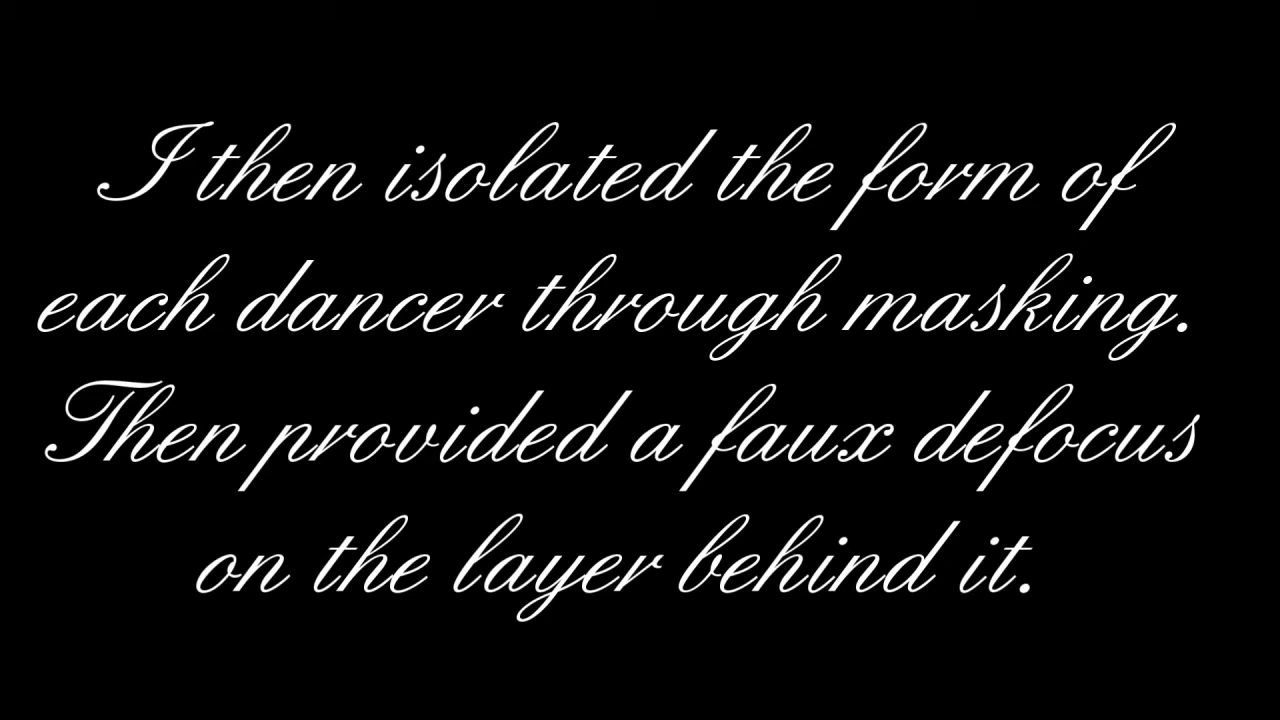 I then isolated the form of
each dancer through masking.
Then provided a faux defocus
on the layer behind it.